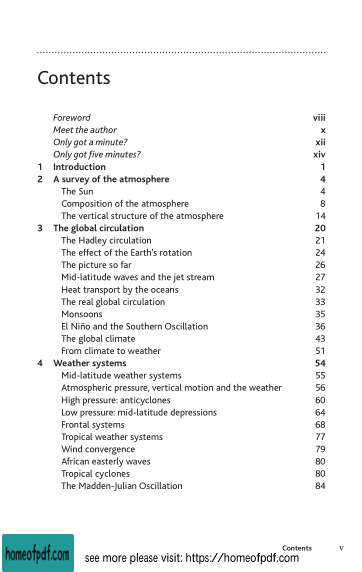 Contents
Foreword viii
Meet the author x
Only got a minute? xii
Only got five minutes? xiv
1 Introduction 1
2 A survey of the atmosphere 4
The Sun 4
Composition of the atmosphere 8
The vertical structure of the atmosphere 14
3 The global circulation 20
The Hadley circulation 21
The effect of the Earth's rotation 24
The picture so far 26
Mid-latitude waves and the jet stream 27
Heat transport by the oceans 32
The real global circulation 33
Monsoons 35
El Niño and the Southern Oscillation 36
The global climate 43
From climate to weather 51
4 Weather systems 54
Mid-latitude weather systems 55
Atmospheric pressure, vertical motion and the weather 56
High pressure: anticyclones 60
Low pressure: mid-latitude depressions 64
Frontal systems 68
Tropical weather systems 77
Wind convergence 79
African easterly waves 80
Tropical cyclones 80
The Madden-Julian Oscillation 84
Contents v
homeofpdf.com
see more please visit: https://homeofpdf.com